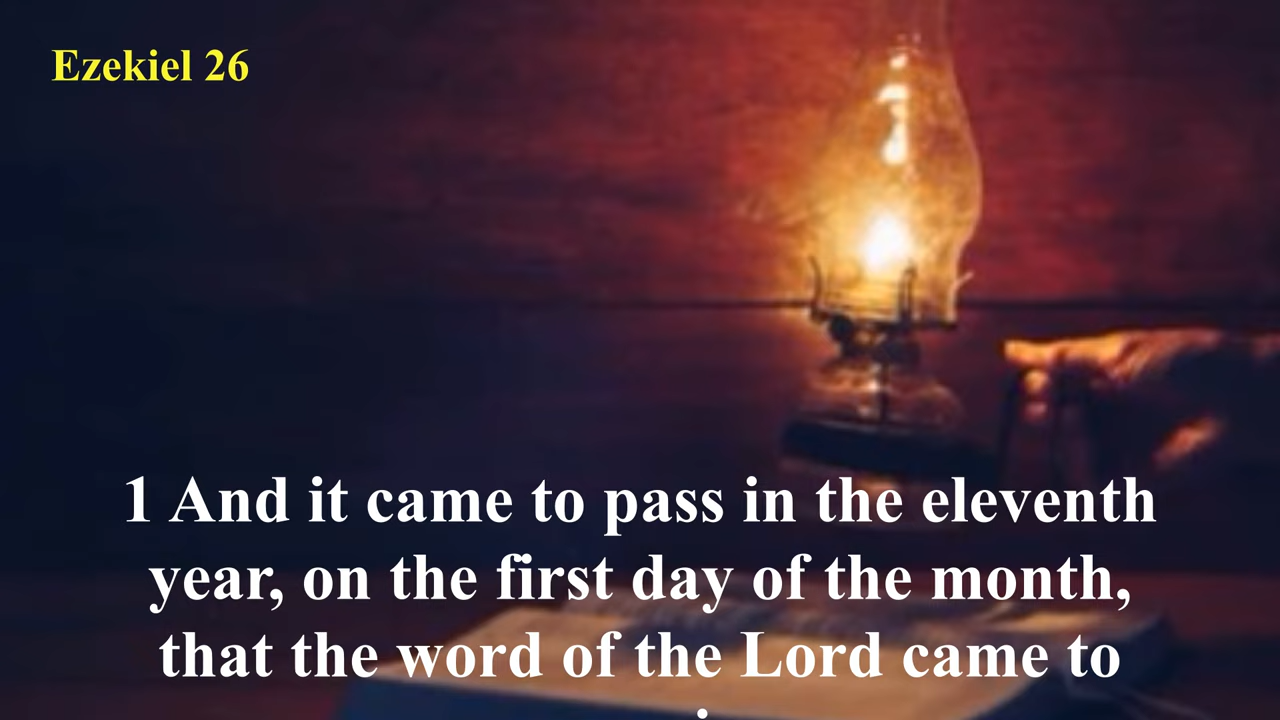 Ezekiel 26
1 And it came to pass in the eleventh
year, on the first day of the month,
that the word of the Lord came to